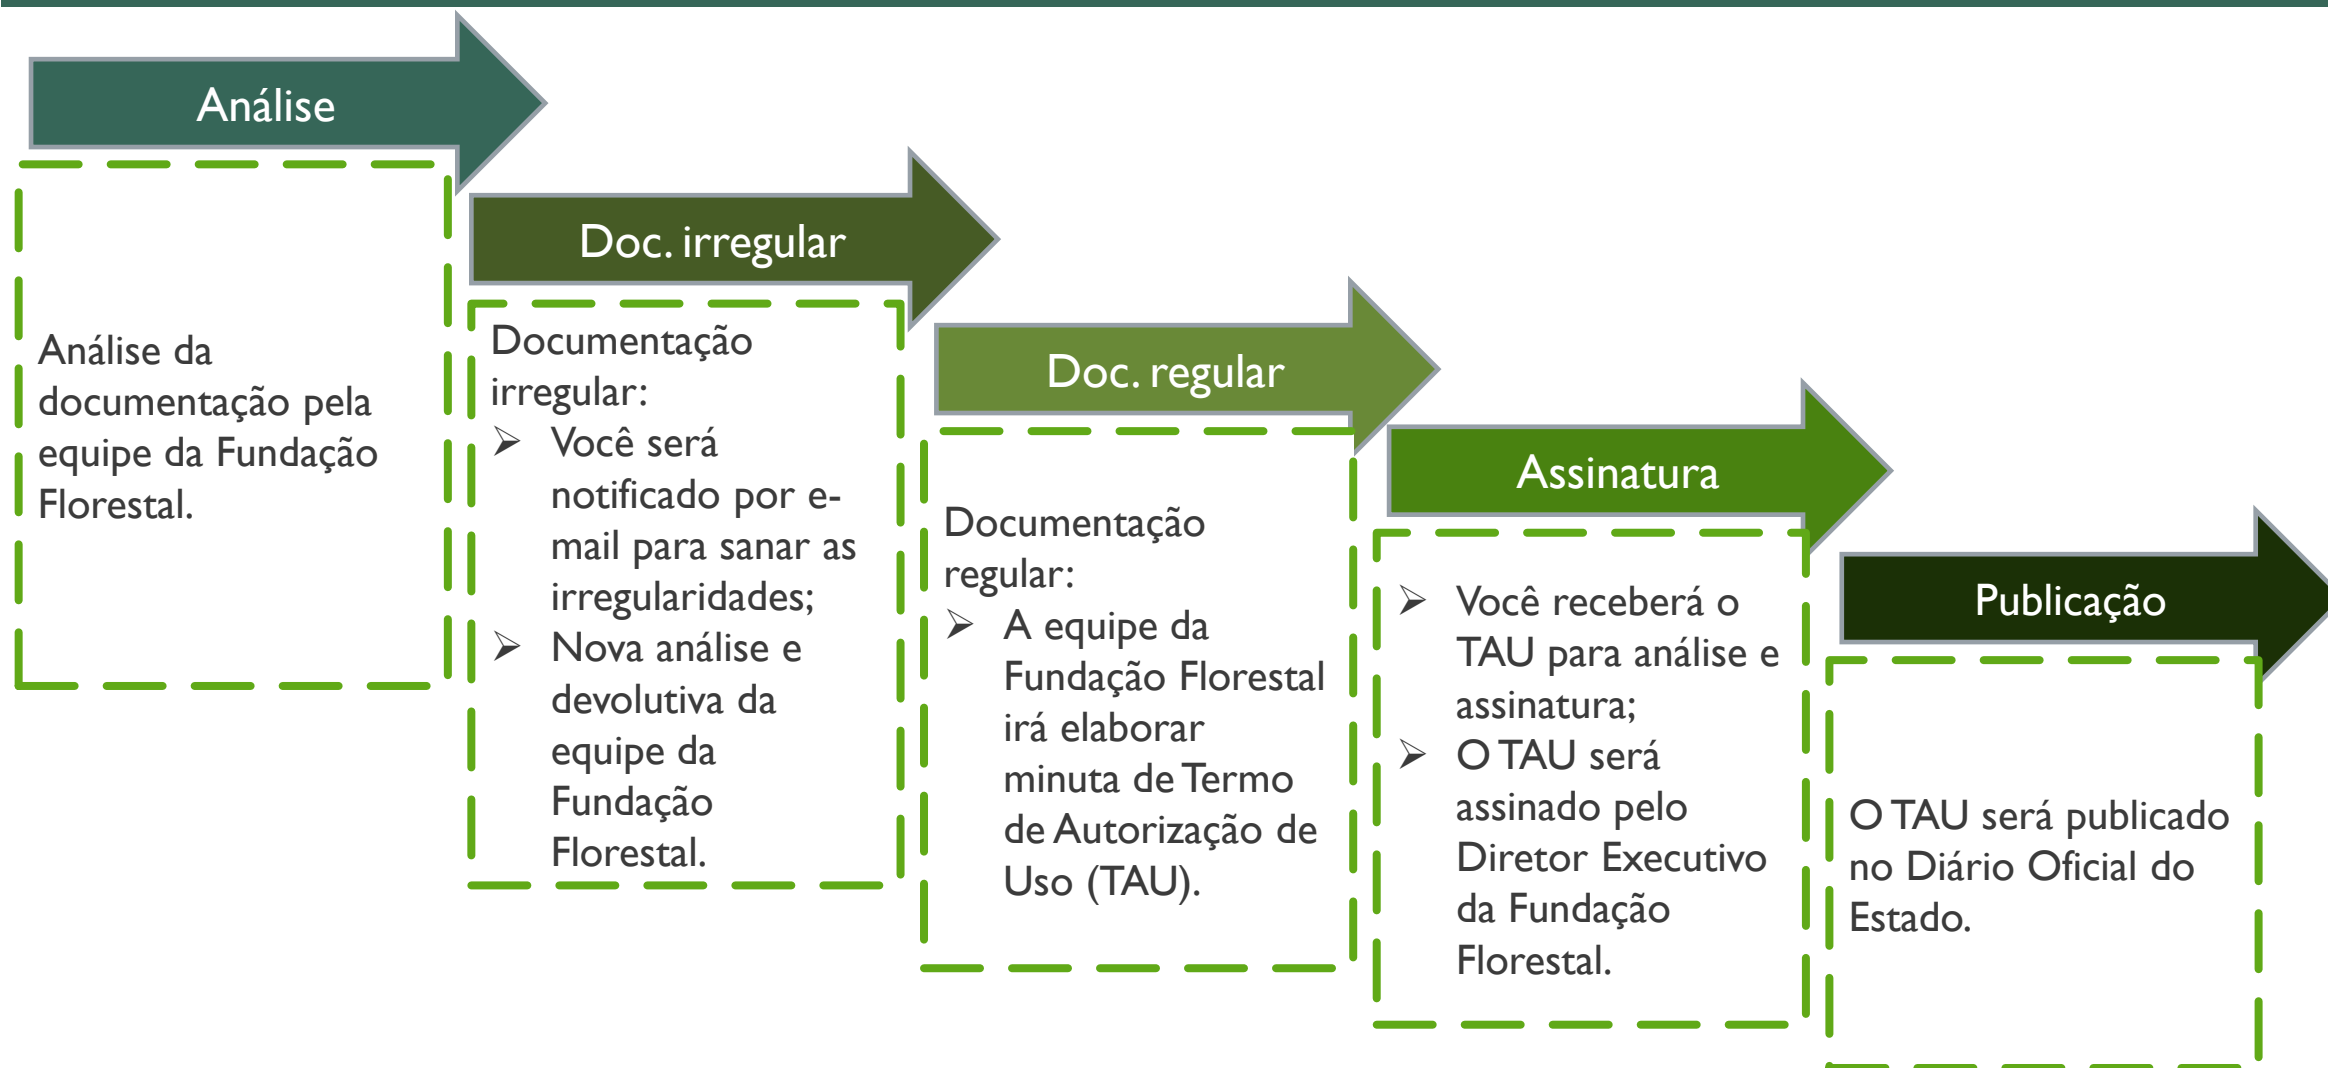 Análise
Análise da
documentação pela
equipe da Fundação
Florestal.
Doc. irregular
Documentação
irregular:
➢ Você será
notificado por e-
mail para sanar as
irregularidades;
➢ Nova análise e
devolutiva da
equipe da
Fundação
Florestal.
Doc. regular
Documentação
regular:
➢ A equipe da
Fundação Florestal
irá elaborar
minuta de Termo
de Autorização de
Uso (TAU).
Assinatura
➢ Você receberá o
TAU para análise e
assinatura;
➢ O TAU será
assinado pelo
Diretor Executivo
da Fundação
Florestal.
Publicação
O TAU será publicado
no Diário Oficial do
Estado.